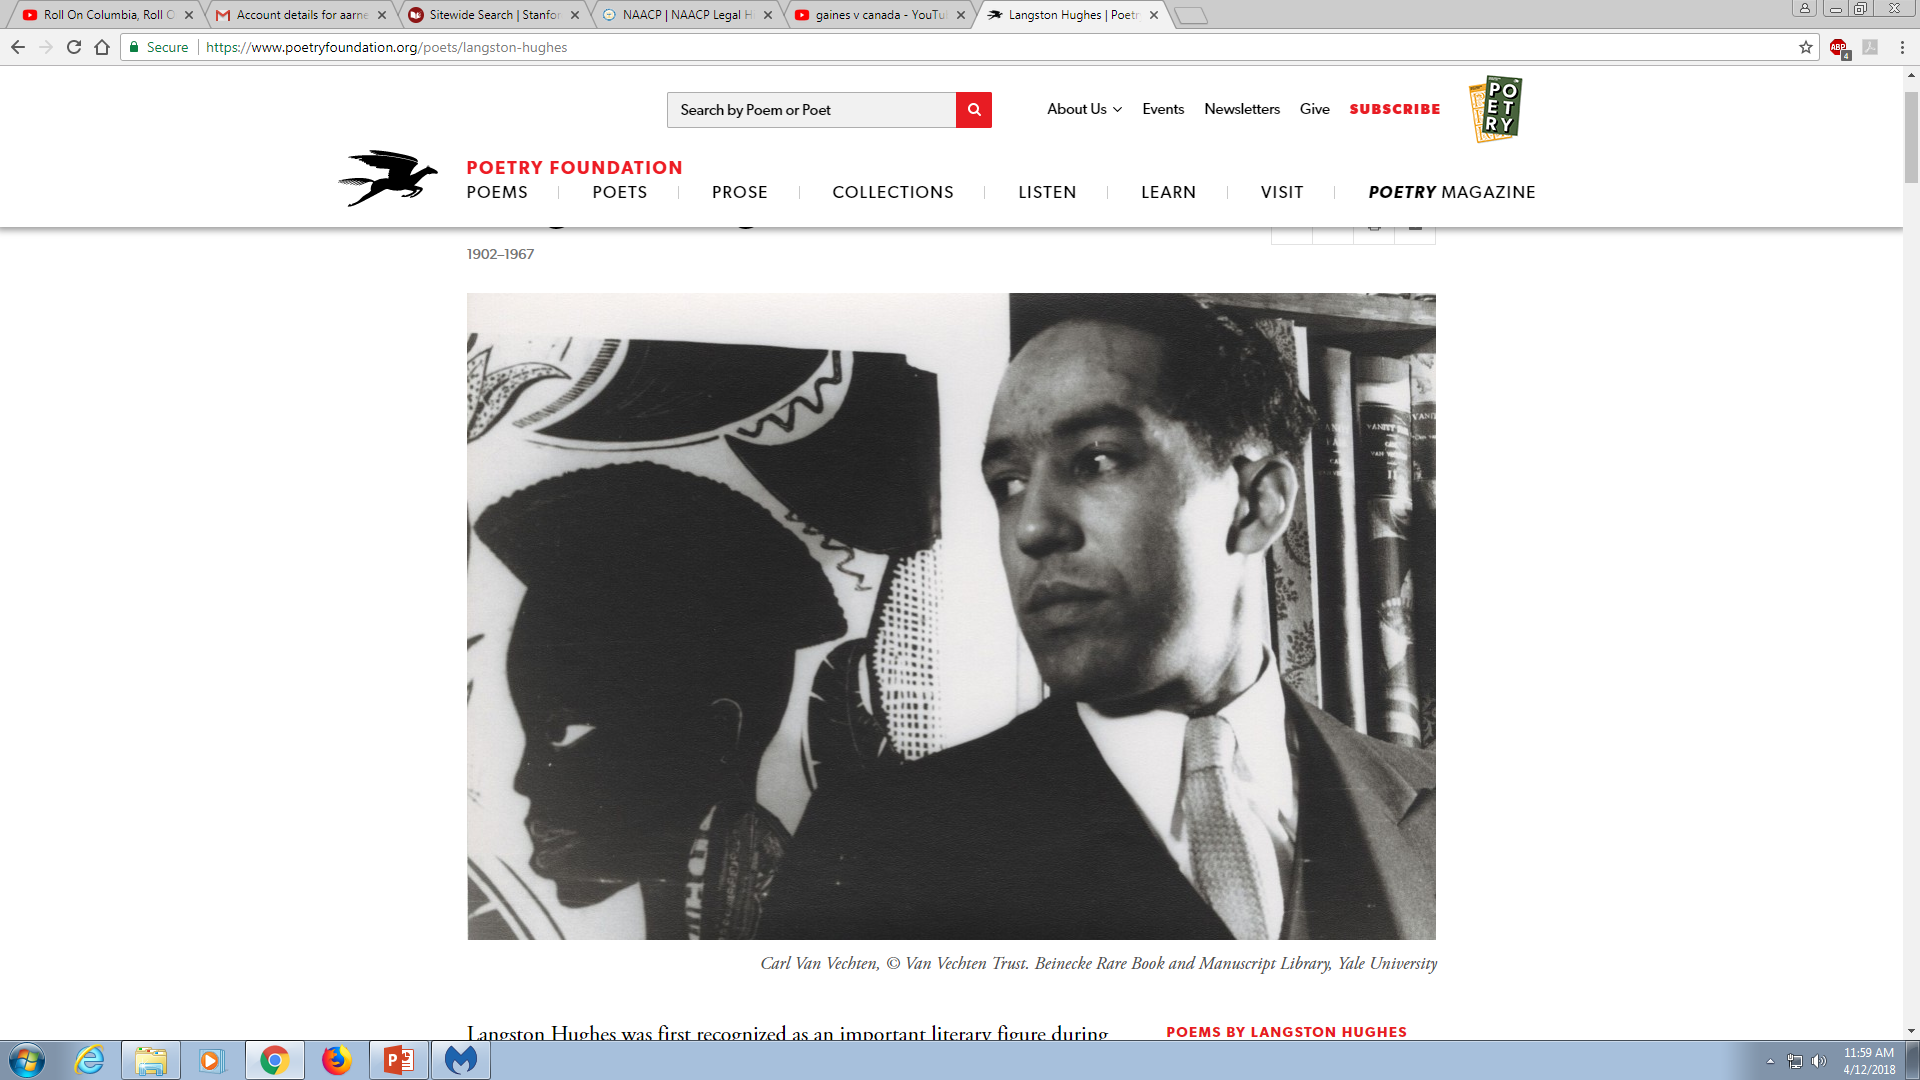 Roll On Columbia, Roll O
Account details for aarne
Sitewide Search | Stanfor
NAACP | NAACP Legal H
gaines v canada - YouTu
Langston Hughes | Poetr
Secure
https://www.poetryfoundation.org/poets/langston-hughes
ABP
4
Search by Poem or Poet
About Us
Events
Newsletters
Give
SUBSCRIBE
PO
ET
RY
POETRY FOUNDATION
POEMS
POETS
PROSE
COLLECTIONS
LISTEN
LEARN
VISIT
POETRY MAGAZINE
1902–1967
VANITY
II
Carl Van Vechten, © Van Vechten Trust. Beinecke Rare Book and Manuscript Library, Yale University
Langston Hughes was first recognized as an important literary figure during
POEMS BY LANGSTON HUGHES
11:59 AM
4/12/2018